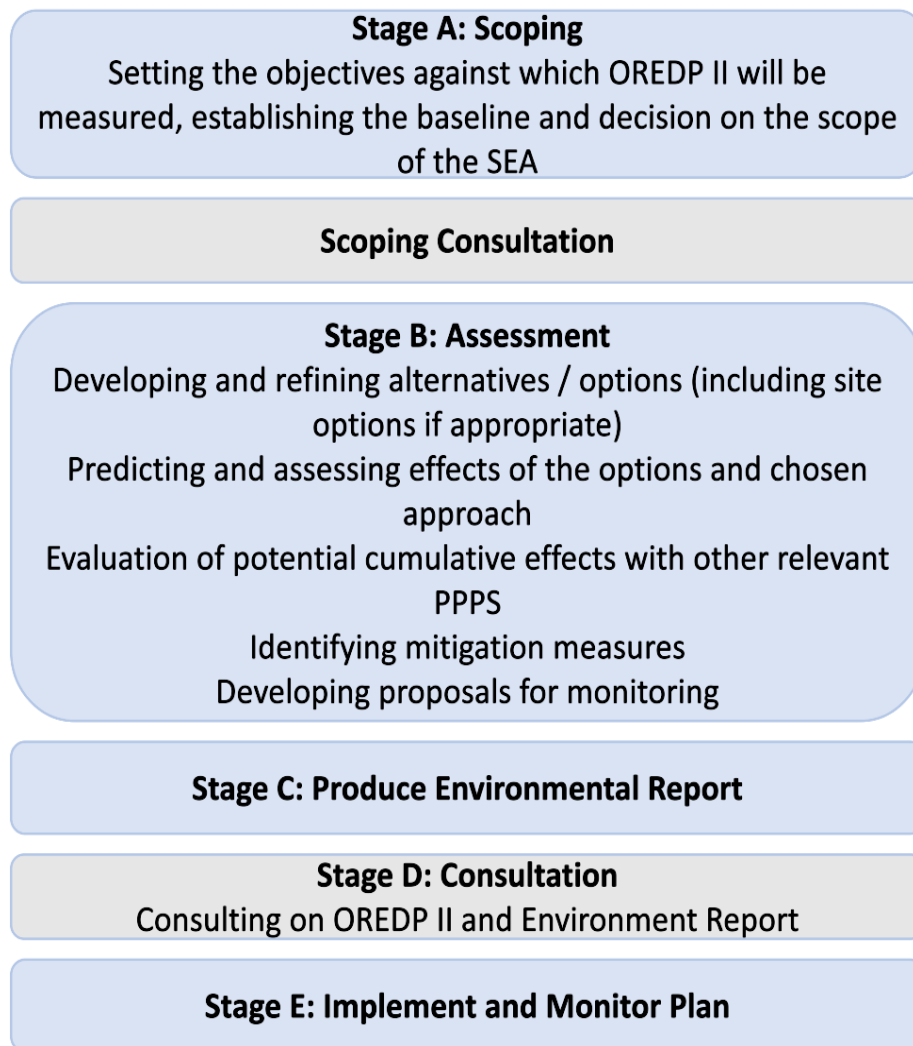 Stage A: Scoping
Setting the objectives against which OREDP II will be
measured, establishing the baseline and decision on the scope
of the SEA
Scoping Consultation
Stage B: Assessment
Developing and refining alternatives / options (including site
options if appropriate)
Predicting and assessing effects of the options and chosen
approach
Evaluation of potential cumulative effects with other relevant
PPPS
Identifying mitigation measures
Developing proposals for monitoring
Stage C: Produce Environmental Report
Stage D: Consultation
Consulting on OREDP II and Environment Report
Stage E: Implement and Monitor Plan